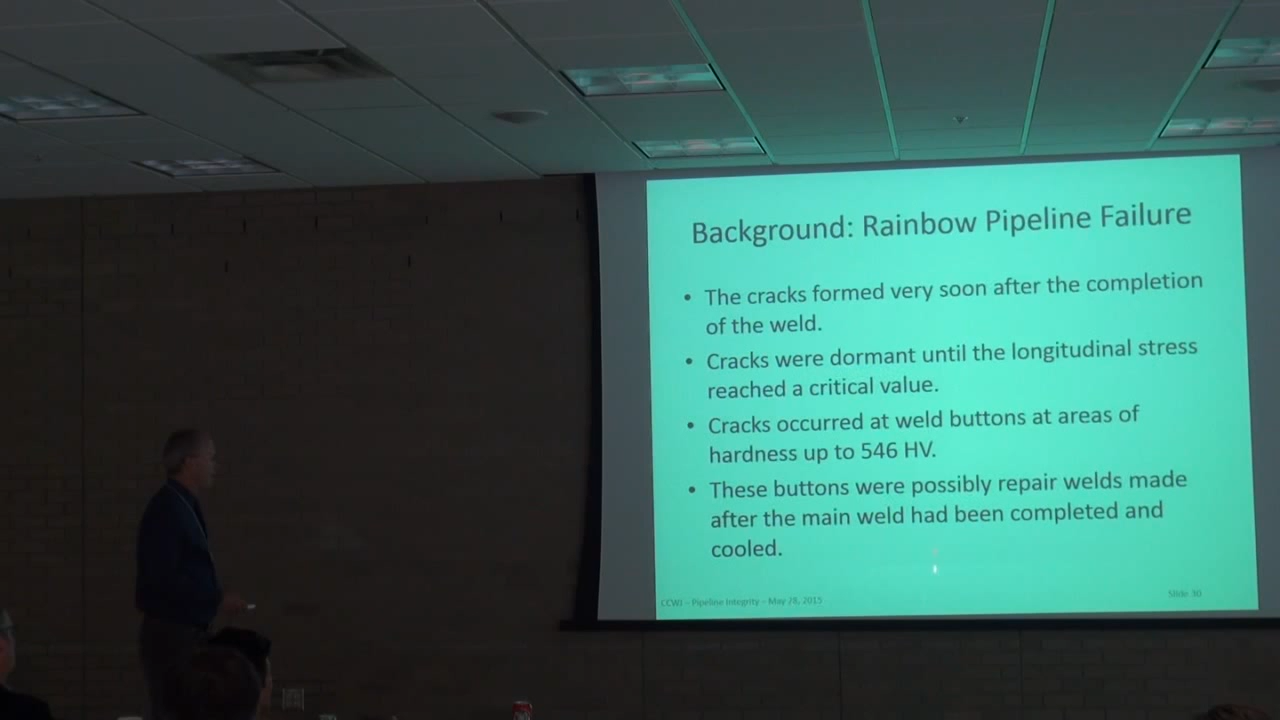 Background: Rainbow Pipeline Failure
• The cracks formed very soon after the completion
of the weld.
• Cracks were dormant until the longitudinal stress
reached a critical value.
• Cracks occurred at weld buttons at areas of
hardness up to 546 HV.
• These buttons were possibly repair welds made
after the main weld had been completed and
cooled.
CCWJ – Pipeline Integrity – May 28, 2015
Slide 30